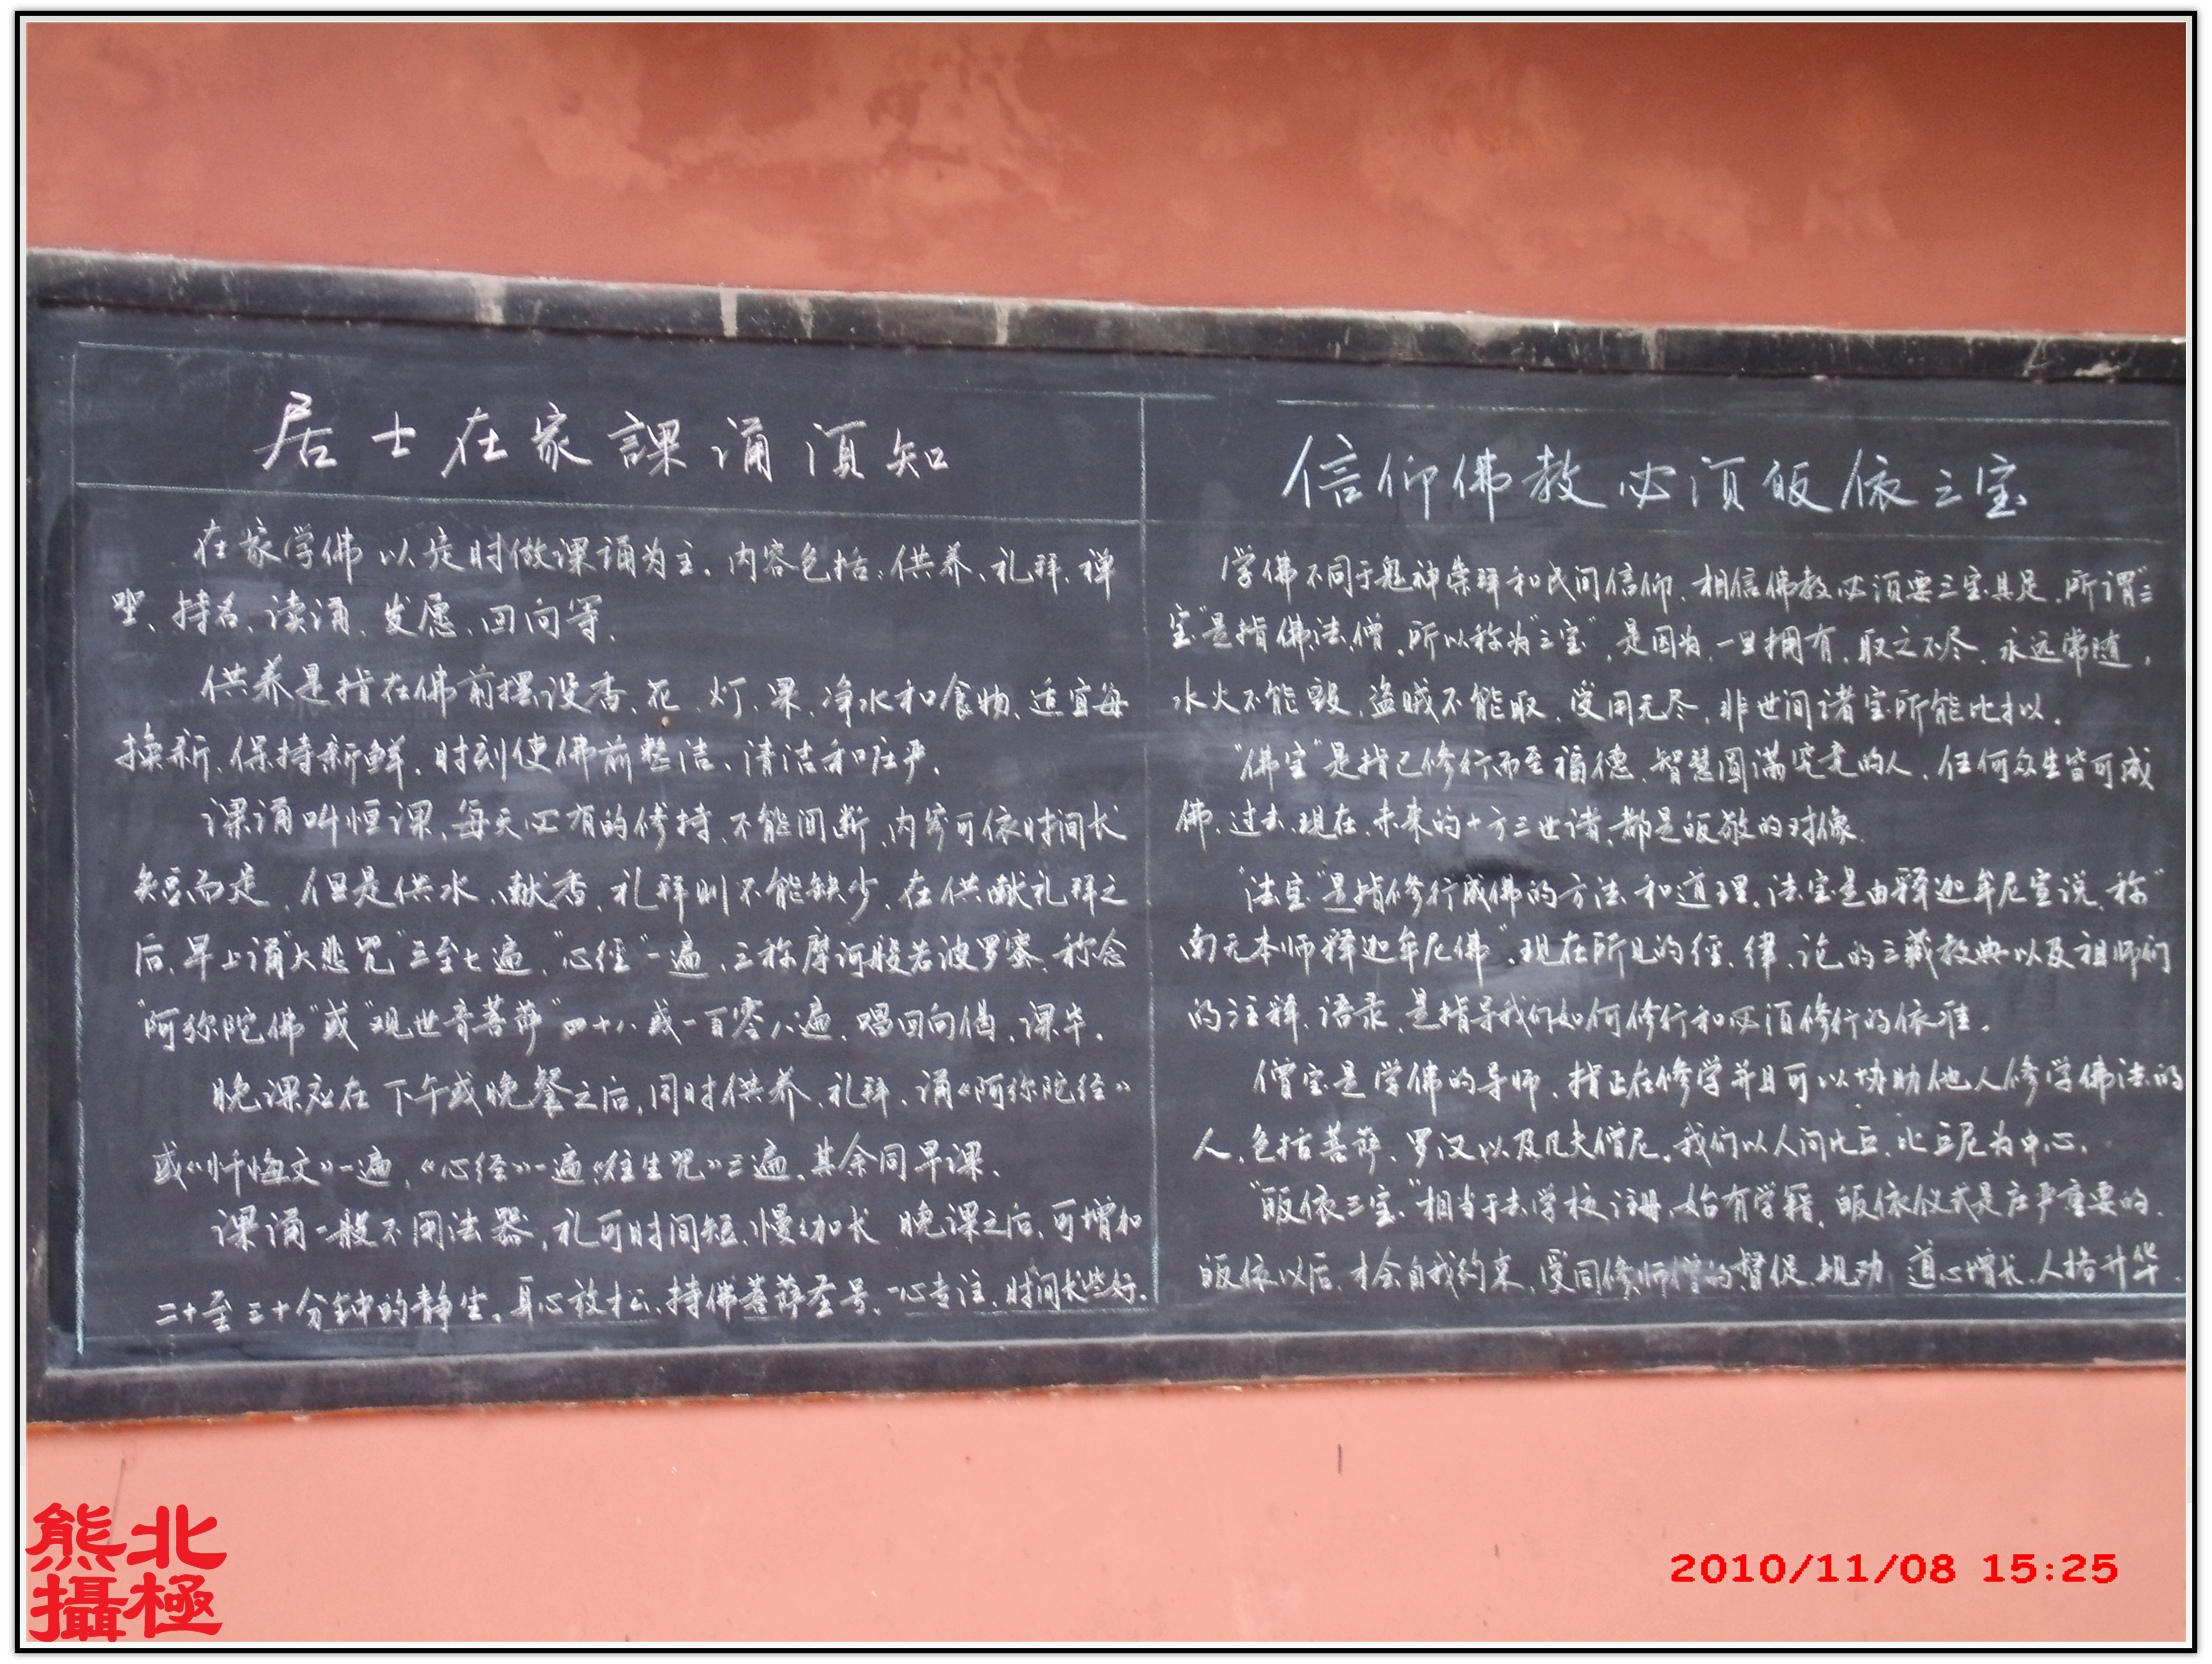 居士在家課诵须知
在家学佛以定时做课诵为主。内容包括:供养、礼拜、禅
坐、持名、读诵、发愿、回向等。
供养是指在佛前摆设香、花、灯、果、净水和食物、适宜每
换新、保持新鲜、时刻使佛前整洁、清洁和庄严。
课诵叫恒课,每天必有的修持,不能间断,内容可依时间长
短而定,但是供水、献香、礼拜则不能缺少,在供献礼拜之
后,早上诵"大悲咒"三至七遍,"心经"一遍,三称摩诃般若波罗蜜,称念
"阿弥陀佛"或"观世音菩萨"四十八或一百零八遍,唱回向偈,课毕。
晚课应在下午或晚餐之后,同时供养、礼拜、诵《阿弥陀经》
或《忏悔文》一遍,《心经》一遍《往生咒》三遍,其余同早课。
课诵一般不用法器,礼可时间短,慢慢加长 晚课之后,可增加
二十至三十分钟的静坐,身心放松,持佛菩萨圣号,一心专注,时间长些好。
信仰佛教必须皈依三宝
学佛不同于鬼神崇拜和民间信仰,相信佛教必须要三宝具足,所谓"三
宝"是指佛、法、僧,所以称为"三宝",是因为,一旦拥有,取之不尽,永远常随,
水火不能毁,盗贼不能取,受用无尽,非世间诸宝所能比拟。
"佛宝"是指已修行而至福德、智慧圆满究竟的人,任何众生皆可成
佛,过去、现在、未来的十方三世诸,都是皈敬的对像。
"法宝"是指修行成佛的方法和道理,法宝是由释迦牟尼宣说,称"
南无本师释迦牟尼佛",现在所见的经、律、论的三藏教典以及祖师们
的注释、语录,是指导我们如何修行和必须修行的依准。
僧宝是学佛的导师,指正在修学并且可以协助他人修学佛法的
人,包括菩萨、罗汉以及凡夫僧尼,我们以人间比丘、比丘尼为中心。
"皈依三宝"相当于去学校注册,始有学籍,皈依仪式是庄严重要的,
皈依以后,才会自我约束,受同修师僧的督促、规劝,道心增长,人格升华。
北極
熊攝
2010/11/08 15:25